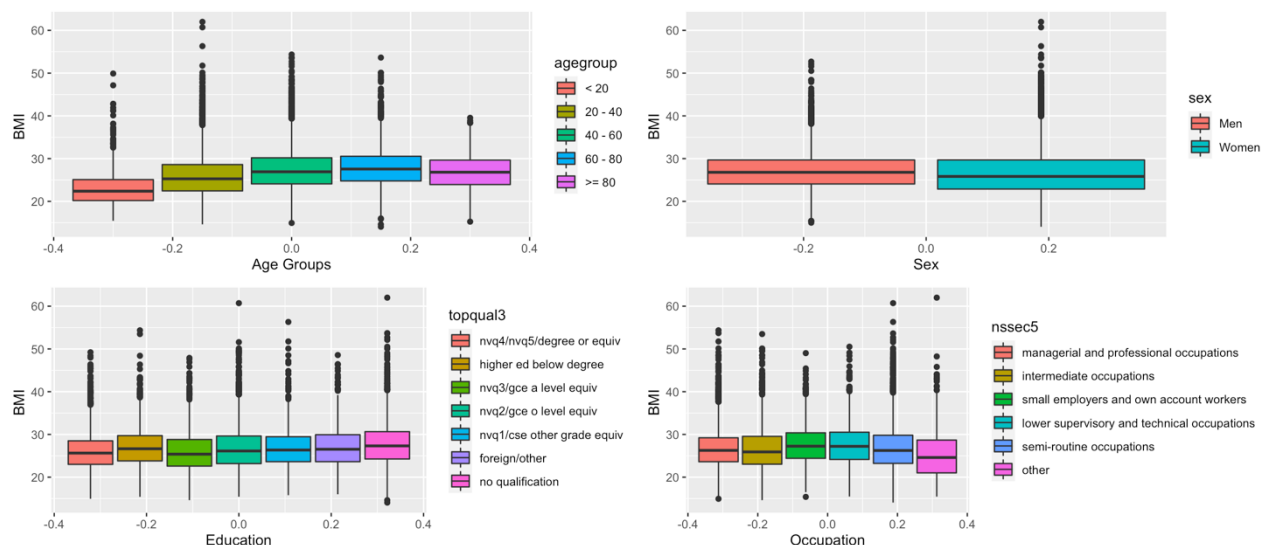 BMI
60
50
40
30
20
-0.4
-0.2
0.0
0.2
0.4
Age Groups
agegroup
< 20
20 - 40
40 - 60
60 - 80
>= 80
BMI
60
50
40
30
20
-0.2
0.0
0.2
Sex
sex
Men
Women
BMI
60
50
40
30
20
-0.4
-0.2
0.0
0.2
0.4
Education
topqual3
nvq4/nvq5/degree or equiv
higher ed below degree
nvq3/gce a level equiv
nvq2/gce o level equiv
nvq1/cse other grade equiv
foreign/other
no qualification
BMI
60
50
40
30
20
-0.4
-0.2
0.0
0.2
0.4
Occupation
nssec5
managerial and professional occupations
intermediate occupations
small employers and own account workers
lower supervisory and technical occupations
semi-routine occupations
other